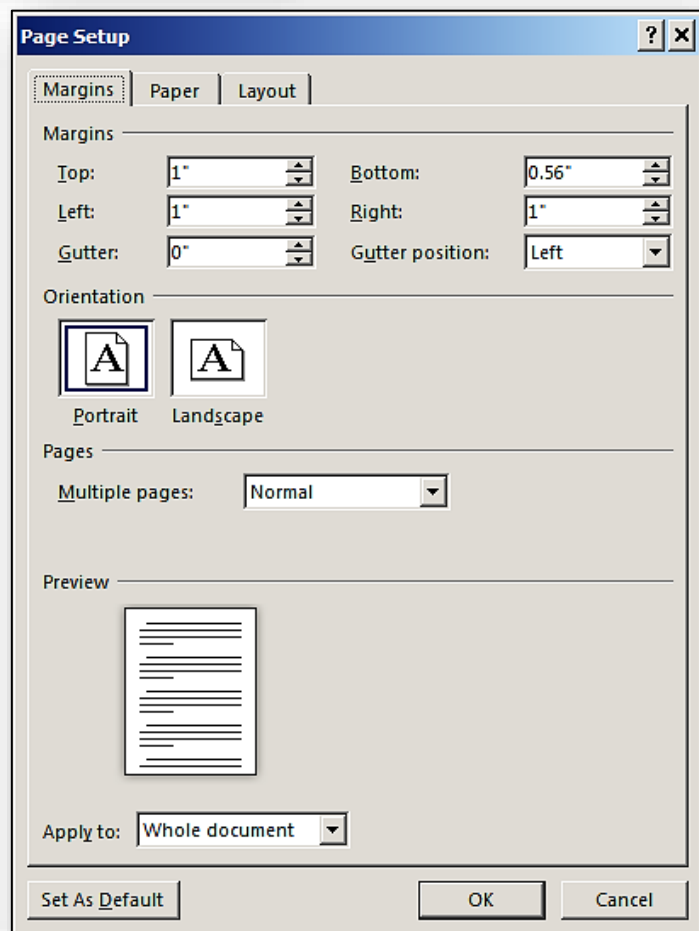 Page Setup
Margins Paper Layout
Margins
Top: 1" Bottom: 0.56"
Left: 1" Right: 1"
Gutter: 0" Gutter position: Left
Orientation
A A
Portrait Landscape
Pages
Multiple pages: Normal
Preview
Apply to: Whole document
Set As Default OK Cancel